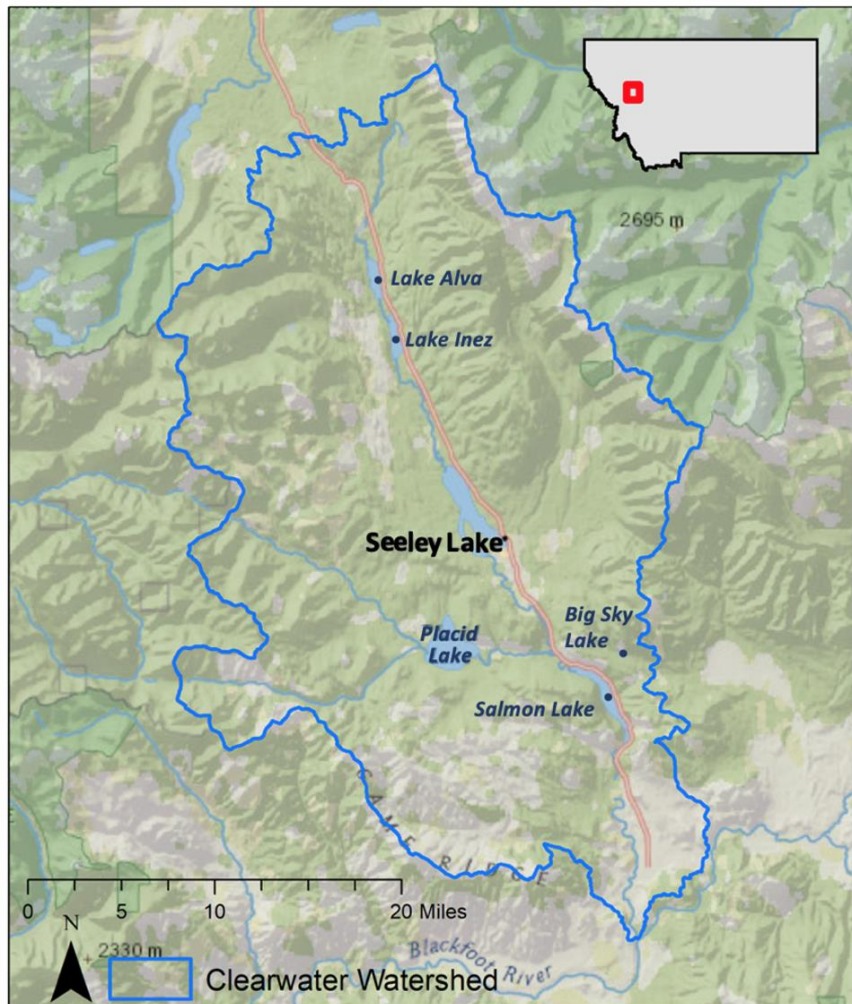 2695 m
Lake Alva
Lake Inez
Seeley Lake
Big Sky
Lake
Placid
Lake
Salmon Lake
GAME RIDGE
0 5 10 20 Miles
N
2330 m
Blackfoot River
Clearwater Watershed